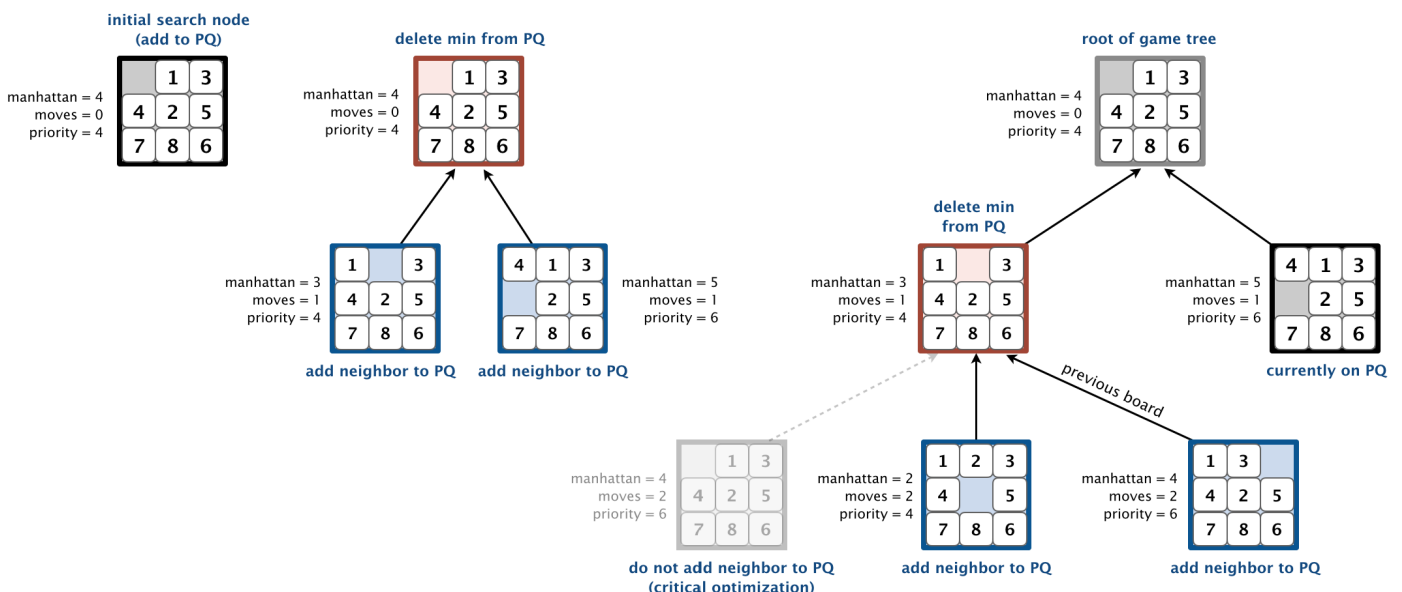 initial search node
(add to PQ)
manhattan = 4
moves = 0
priority = 4
1 3
4 2 5
7 8 6
delete min from PQ
manhattan = 4
moves = 0
priority = 4
1 3
4 2 5
7 8 6
manhattan = 3
moves = 1
priority = 4
1 3
4 2 5
7 8 6
add neighbor to PQ
4 1 3
2 5
7 8 6
manhattan = 5
moves = 1
priority = 6
add neighbor to PQ
root of game tree
manhattan = 4
moves = 0
priority = 4
1 3
4 2 5
7 8 6
delete min
from PQ
manhattan = 3
moves = 1
priority = 4
1 3
4 2 5
7 8 6
manhattan = 5
moves = 1
priority = 6
4 1 3
2 5
7 8 6
currently on PQ
previous board
manhattan = 4
moves = 2
priority = 6
1 3
4 2 5
7 8 6
do not add neighbor to PQ
(critical optimization)
manhattan = 2
moves = 2
priority = 4
1 2 3
4 5
7 8 6
add neighbor to PQ
manhattan = 4
moves = 2
priority = 6
1 3
4 2 5
7 8 6
add neighbor to PQ